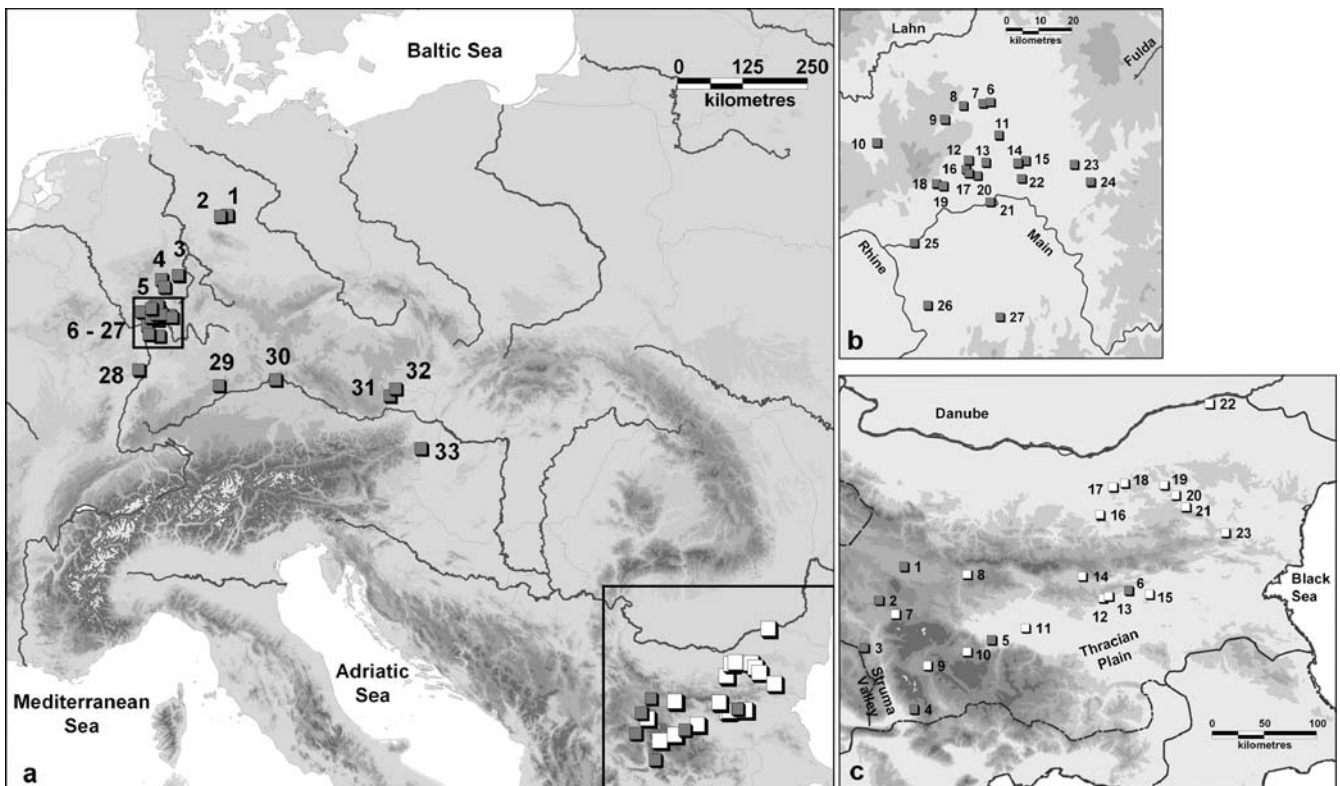 Baltic Sea
0 125 250
kilometres
2 1
3
4
5
6 - 27
28
29
30
31
32
33
Mediterranean
Sea
Adriatic
Sea
a
Lahn
0 10 20
kilometres
Fulda
8 7 6
9
11
10
12 13 14 15
23
16
18
17 20
22
24
19
21
Main
25
Rhine
26
27
b
Danube
22
17 18 19
20
21
16
23
1
8
14
Black
Sea
2
6
7
12 13
15
11
5
3
Thracian
Plain
10
9
Struma
Valley
4
0 50 100
kilometres
c